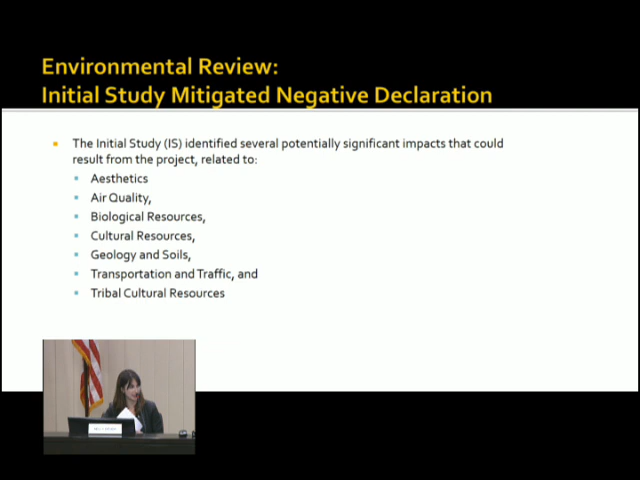 Environmental Review:
Initial Study Mitigated Negative Declaration
The Initial Study (IS) identified several potentially significant impacts that could
result from the project, related to:
Aesthetics
Air Quality,
Biological Resources,
Cultural Resources,
Geology and Soils,
Transportation and Traffic, and
Tribal Cultural Resources